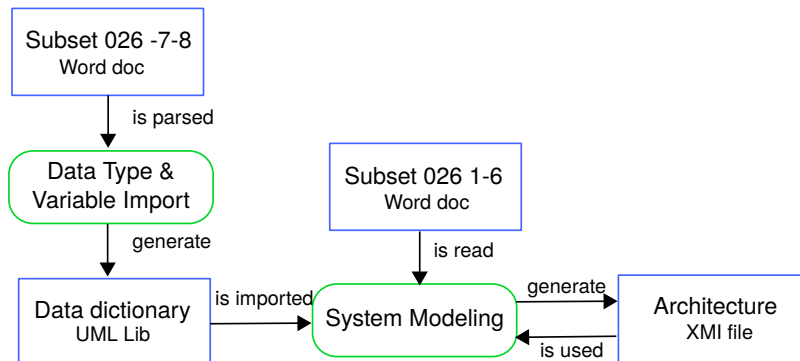 Subset 026 -7-8
Word doc
is parsed
Data Type &
Variable Import
generate
Data dictionary
UML Lib
is imported
Subset 026 1-6
Word doc
is read
System Modeling
generate
is used
Architecture
XMI file